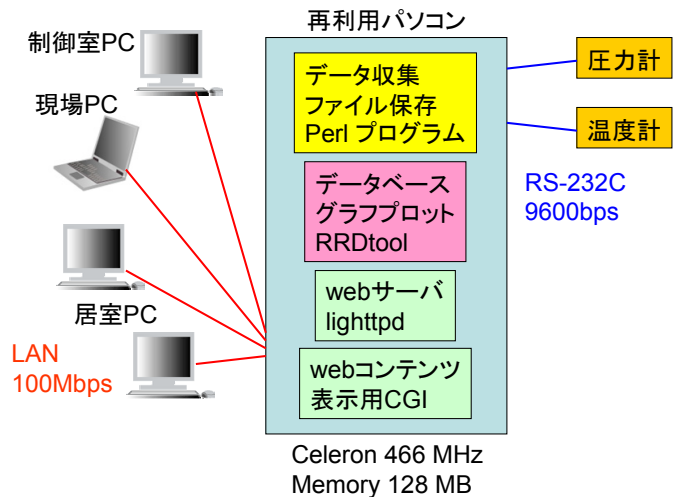 再利用パソコン
制御室PC
現場PC
居室PC
LAN
100Mbps
データ収集
ファイル保存
Perl プログラム
データベース
グラフプロット
RRDtool
webサーバ
lighttpd
webコンテンツ
表示用CGI
圧力計
温度計
RS-232C
9600bps
Celeron 466 MHz
Memory 128 MB